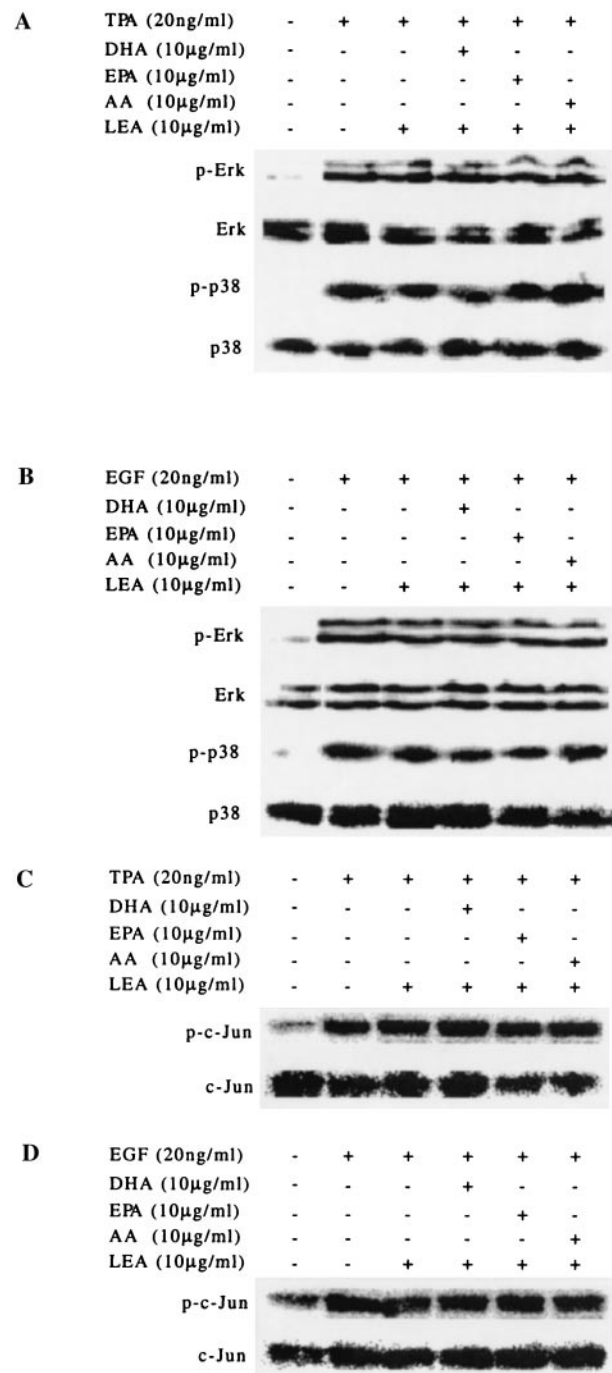 A TPA (20ng/ml) - + + + + +
DHA (10µg/ml) - - - + - -
EPA (10µg/ml) - - - - + -
AA (10µg/ml) - - - - - +
LEA (10µg/ml) - - + + + +
p-Erk
Erk
p-p38
p38
B EGF (20ng/ml) - + + + + +
DHA (10µg/ml) - - - + - -
EPA (10µg/ml) - - - - + -
AA (10µg/ml) - - - - - +
LEA (10µg/ml) - - + + + +
p-Erk
Erk
p-p38
p38
C TPA (20ng/ml) - + + + + +
DHA (10µg/ml) - - - + - -
EPA (10µg/ml) - - - - + -
AA (10µg/ml) - - - - - +
LEA (10µg/ml) - - + + + +
p-c-Jun
c-Jun
D EGF (20ng/ml) - + + + + +
DHA (10µg/ml) - - - + - -
EPA (10µg/ml) - - - - + -
AA (10µg/ml) - - - - - +
LEA (10µg/ml) - - + + + +
p-c-Jun
c-Jun